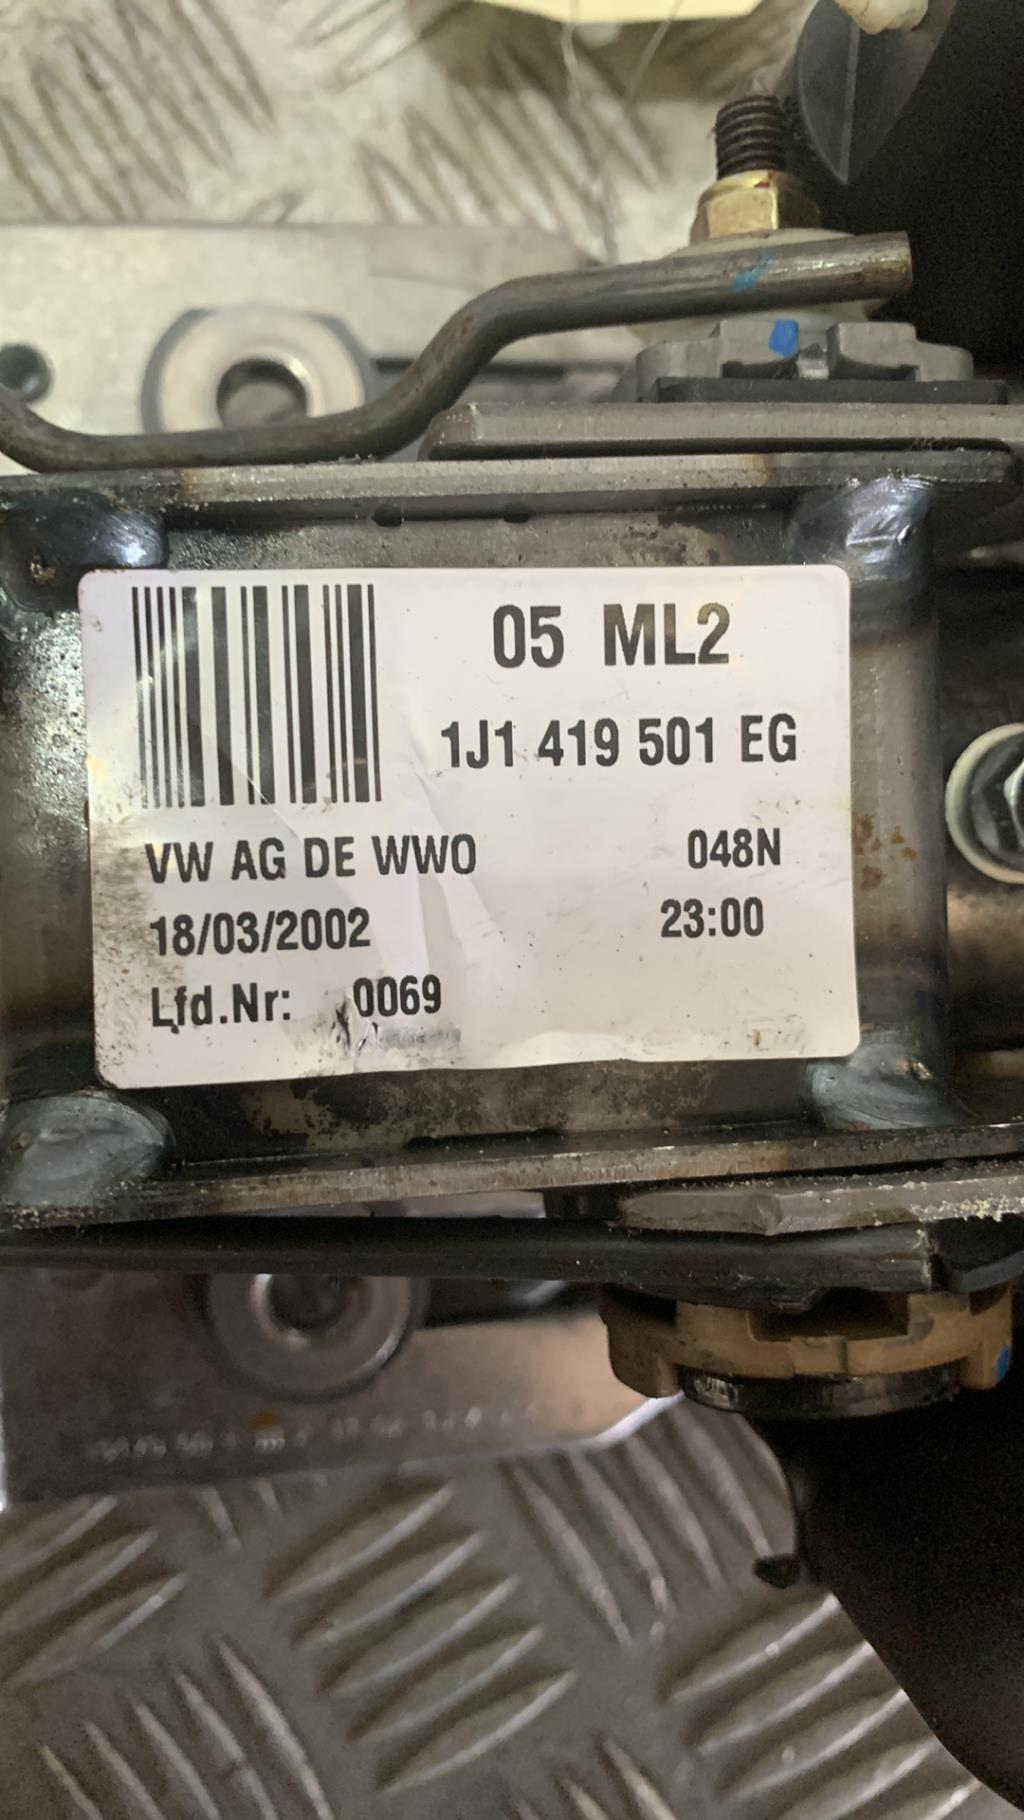 05 ML2
1J1 419 501 EG
VW AG DE WWO 048N
18/03/2002 23:00
Lfd.Nr: 0069